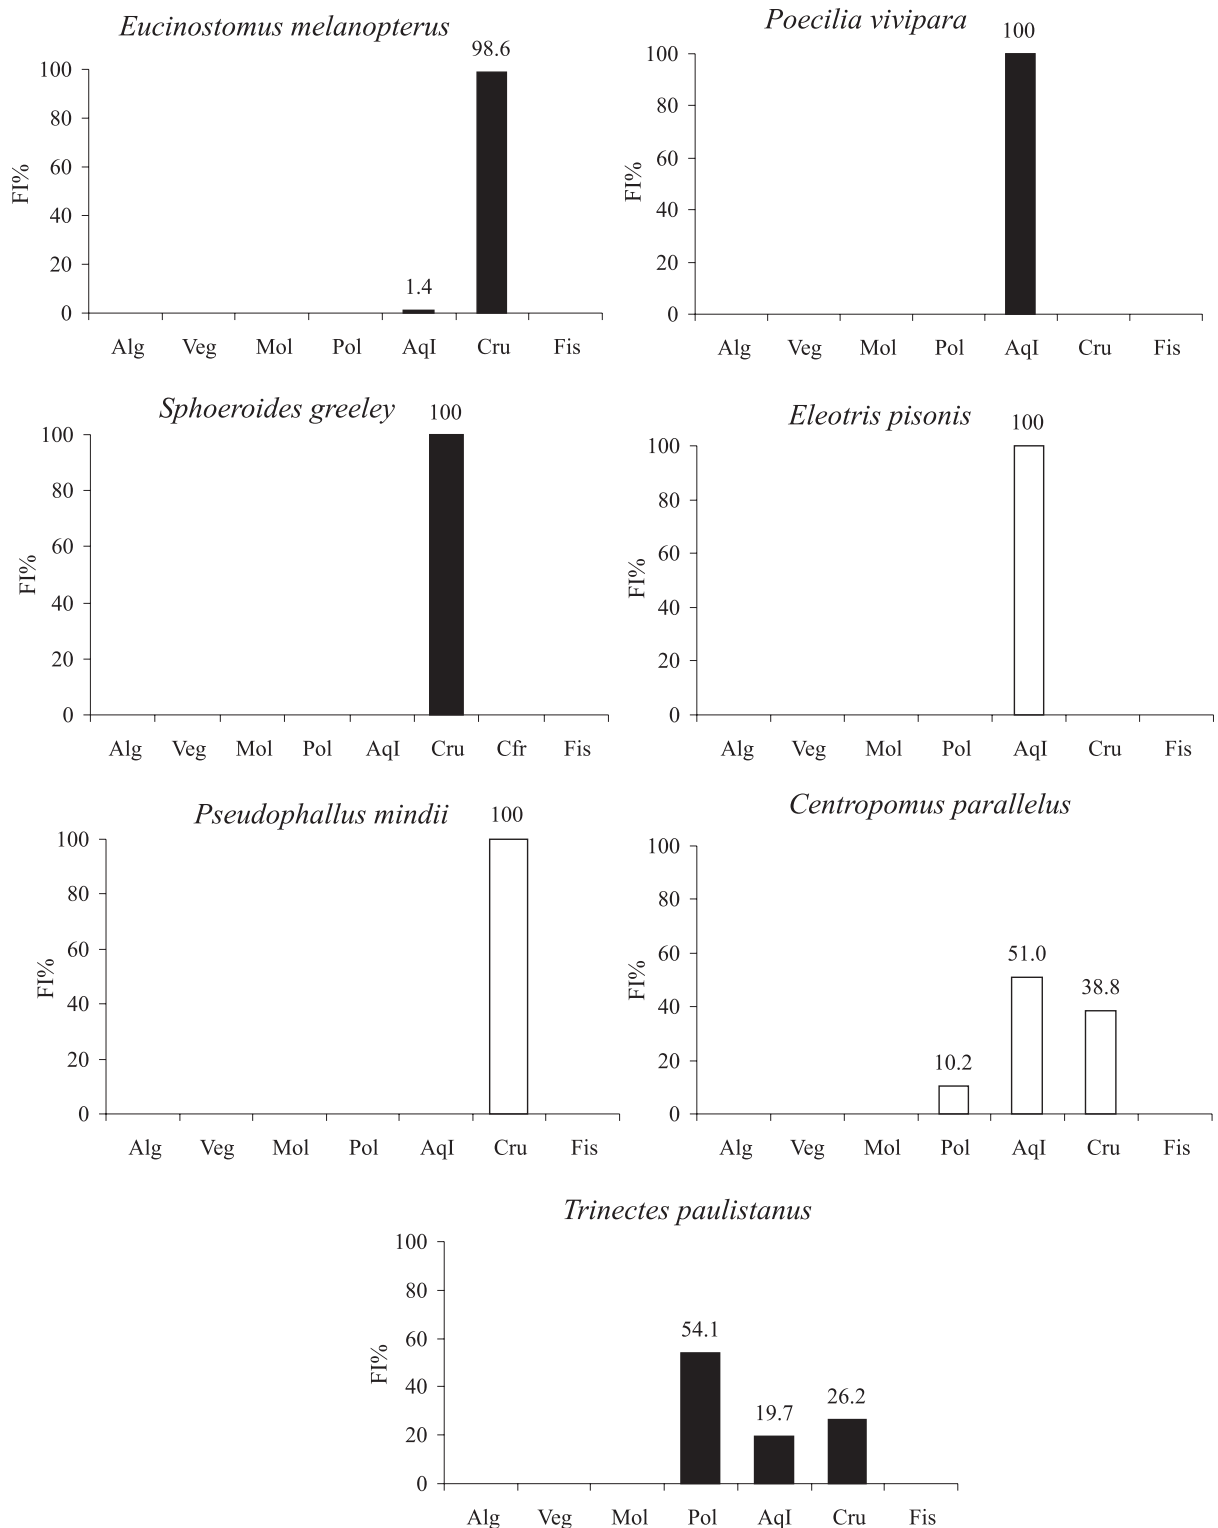 Eucinostomus melanopterus
98.6
100
80
60
40
20
0
FI%
1.4
Alg Veg Mol Pol AqI Cru Fis
Poecilia vivipara
100
100
80
60
40
20
0
FI%
Alg Veg Mol Pol AqI Cru Fis
Sphoeroides greeley
100
100
80
60
40
20
0
FI%
Alg Veg Mol Pol AqI Cru Cfr Fis
Eleotris pisonis
100
100
80
60
40
20
0
FI%
Alg Veg Mol Pol AqI Cru Fis
Pseudophallus mindii
100
100
80
60
40
20
0
FI%
Alg Veg Mol Pol AqI Cru Fis
Centropomus parallelus
100
80
60
40
20
0
FI%
10.2
51.0
38.8
Alg Veg Mol Pol AqI Cru Fis
Trinectes paulistanus
100
80
60
40
20
0
FI%
54.1
19.7
26.2
Alg Veg Mol Pol AqI Cru Fis